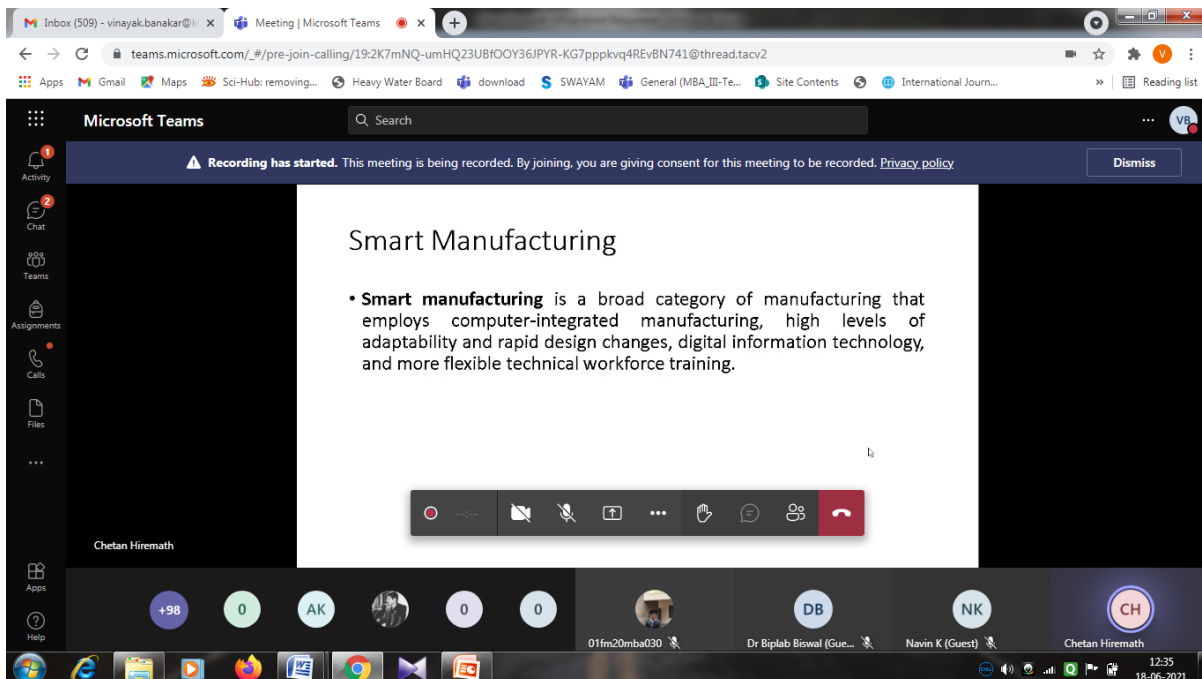 Inbox (509) - vinayak.banakar@k
Meeting | Microsoft Teams
teams.microsoft.com/_#/pre-join-calling/19:2K7mNQ-umHQ23UBfOOY36JPYR-KG7pppkvq4REvBN741@thread.tacv2
V
Apps Gmail Maps Sci-Hub: removing... Heavy Water Board download SWAYAM General (MBA_III-Te... Site Contents International Journ... » Reading list
Microsoft Teams
Search
VB
1
Activity
Recording has started. This meeting is being recorded. By joining, you are giving consent for this meeting to be recorded. Privacy policy
Dismiss
2
Chat
Teams
Assignments
Calls
Files
Smart Manufacturing
• Smart manufacturing is a broad category of manufacturing that
employs computer-integrated manufacturing, high levels of
adaptability and rapid design changes, digital information technology,
and more flexible technical workforce training.
--:--
Chetan Hiremath
Apps
Help
+98 0 AK 0 0 DB NK CH
01fm20mba030 Dr Biplab Biswal (Gue... Navin K (Guest) Chetan Hiremath
12:35
18-06-2021